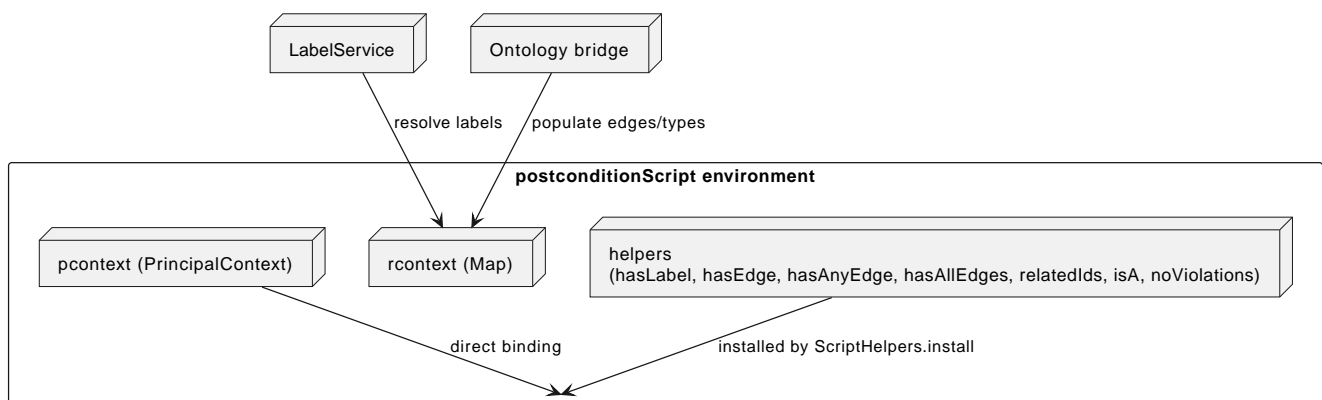 LabelService
Ontology bridge
resolve labels
populate edges/types
postconditionScript environment
pcontext (PrincipalContext)
rcontext (Map)
helpers
(hasLabel, hasEdge, hasAnyEdge, hasAllEdges, relatedIds, isA, noViolations)
direct binding
installed by ScriptHelpers.install